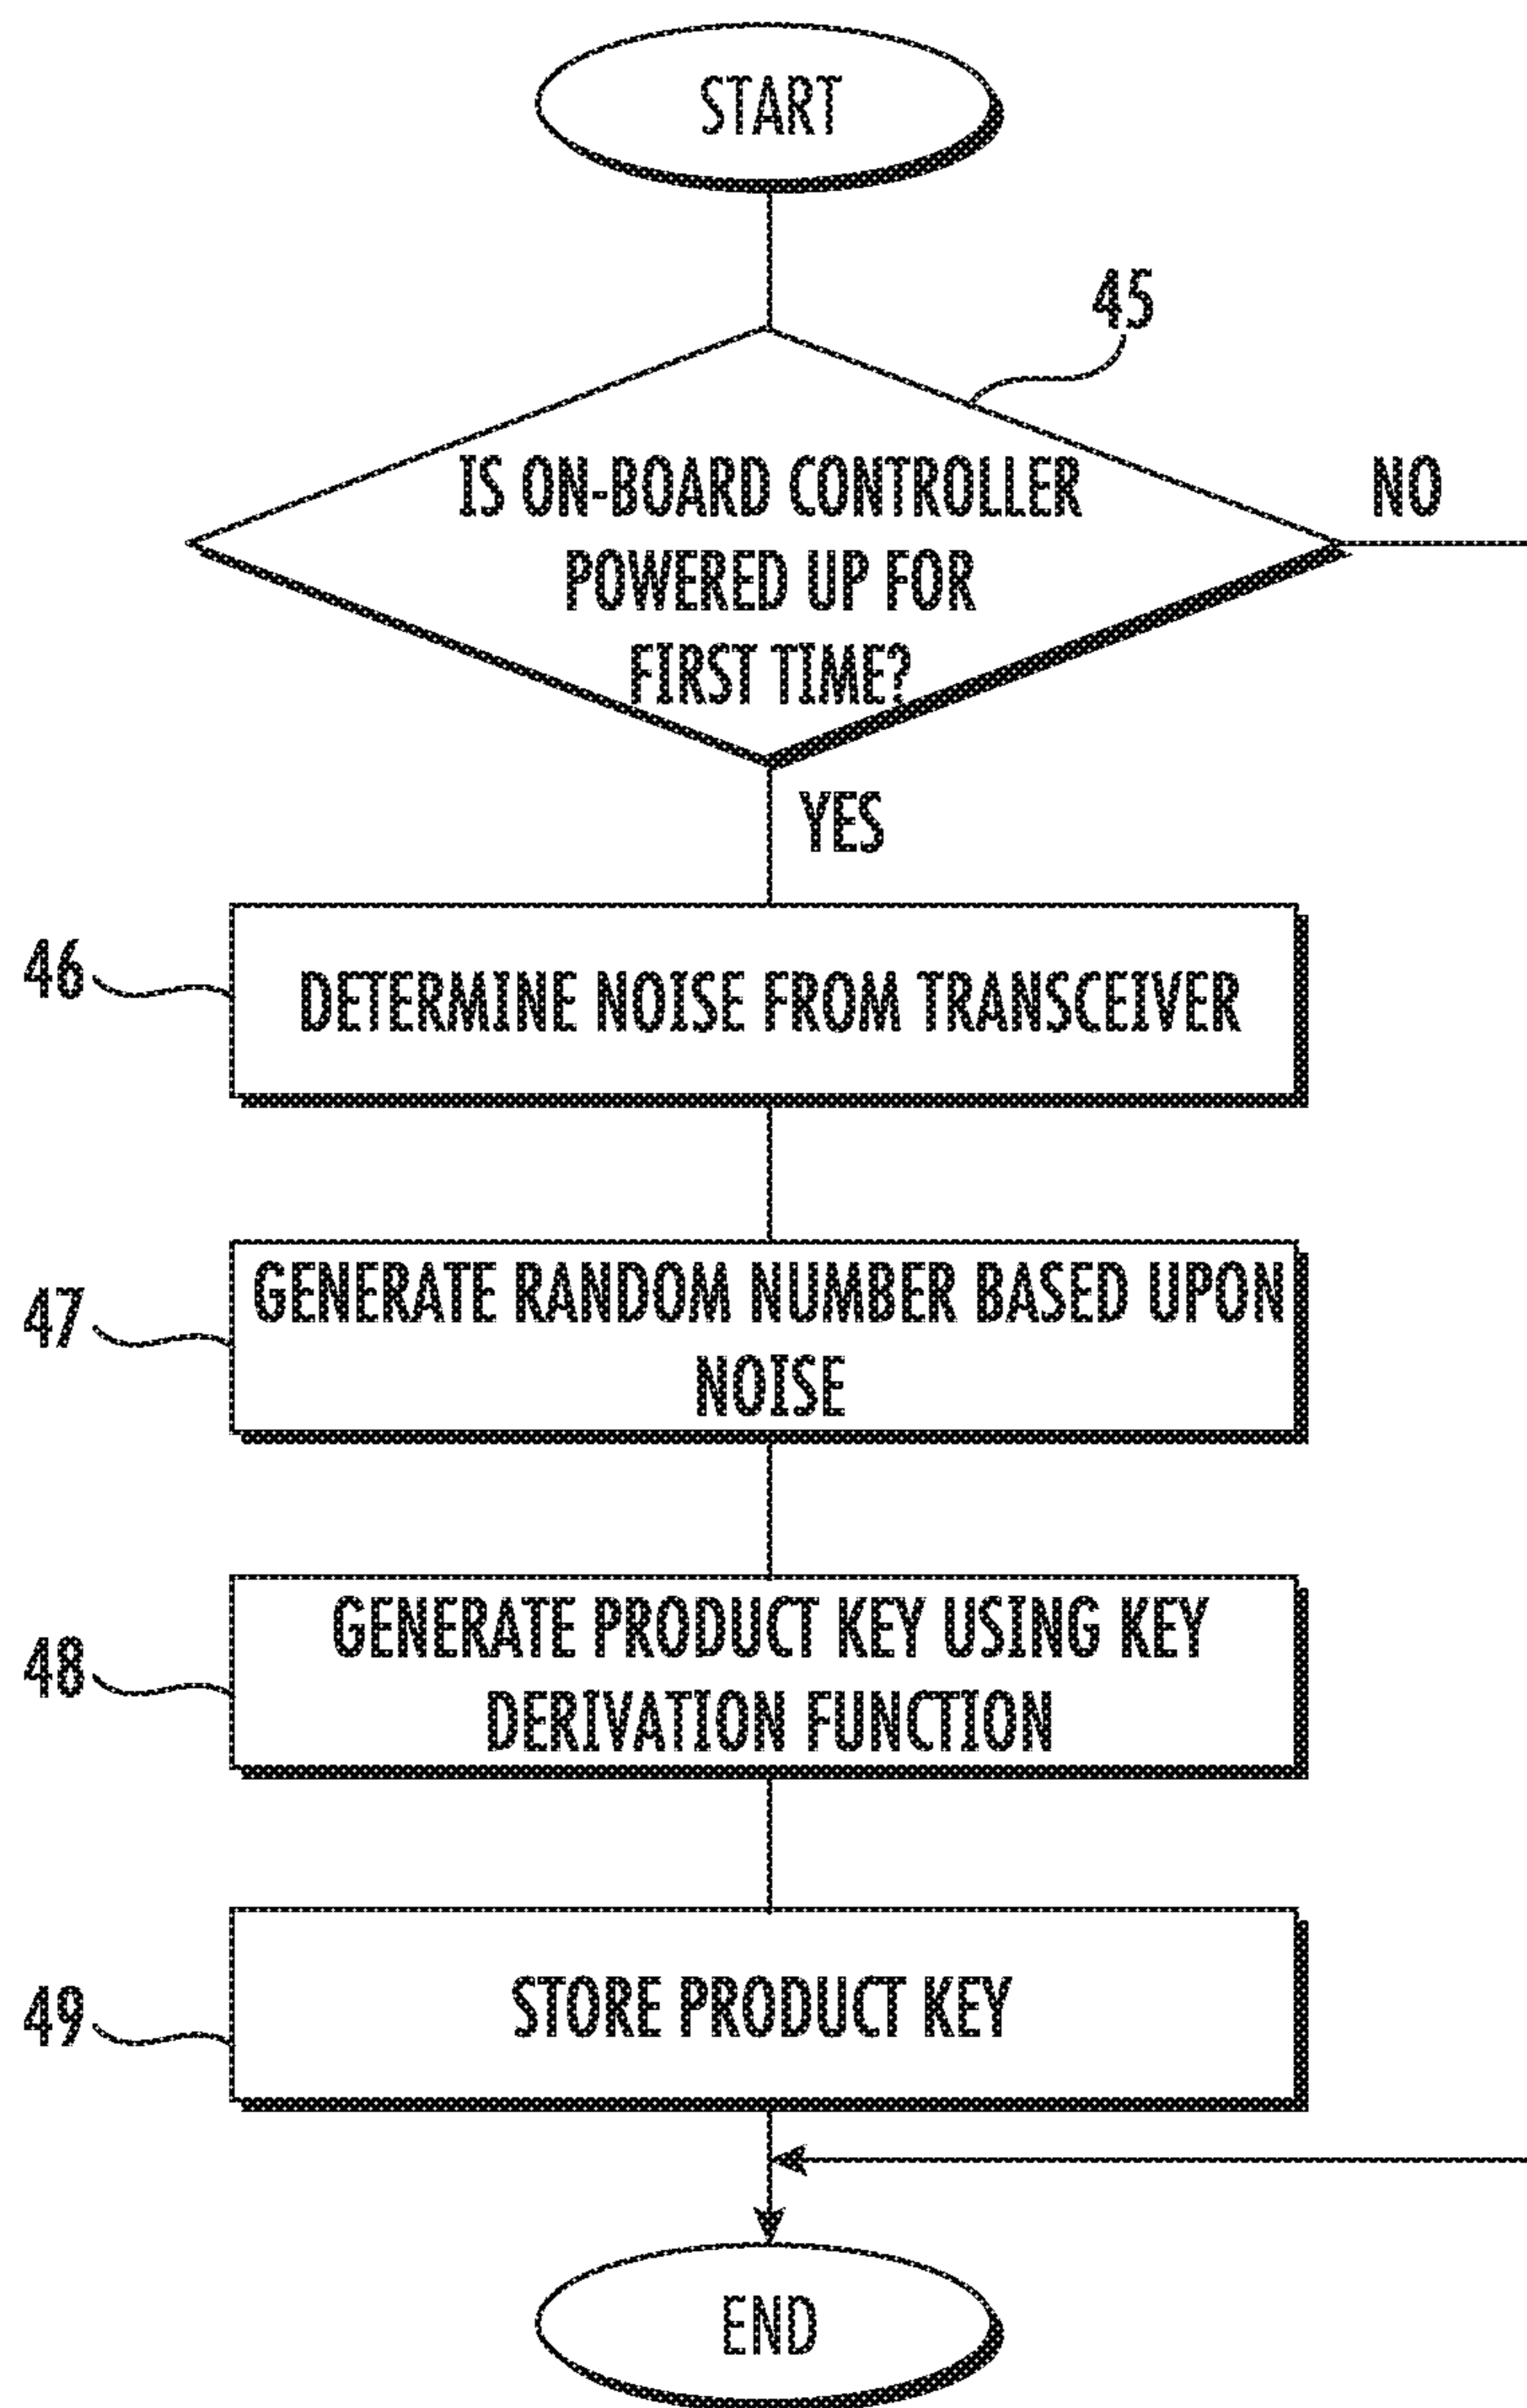 START
45
IS ON-BOARD CONTROLLER
POWERED UP FOR
FIRST TIME?
NO
YES
46
DETERMINE NOISE FROM TRANSCEIVER
47
GENERATE RANDOM NUMBER BASED UPON
NOISE
48
GENERATE PRODUCT KEY USING KEY
DERIVATION FUNCTION
49
STORE PRODUCT KEY
END